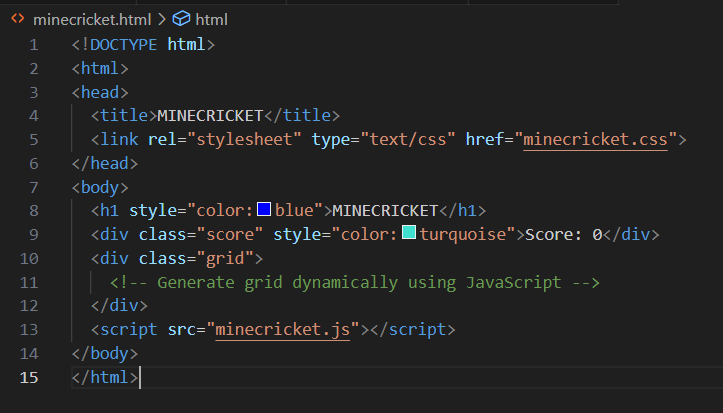 minecricket.html > html
1 <!DOCTYPE html>
2 <html>
3 <head>
4   <title>MINECRICKET</title>
5   <link rel="stylesheet" type="text/css" href="minecricket.css">
6 </head>
7 <body>
8   <h1 style="color:blue">MINECRICKET</h1>
9   <div class="score" style="color:turquoise">Score: 0</div>
10   <div class="grid">
11     <!-- Generate grid dynamically using JavaScript -->
12   </div>
13   <script src="minecricket.js"></script>
14 </body>
15 </html>